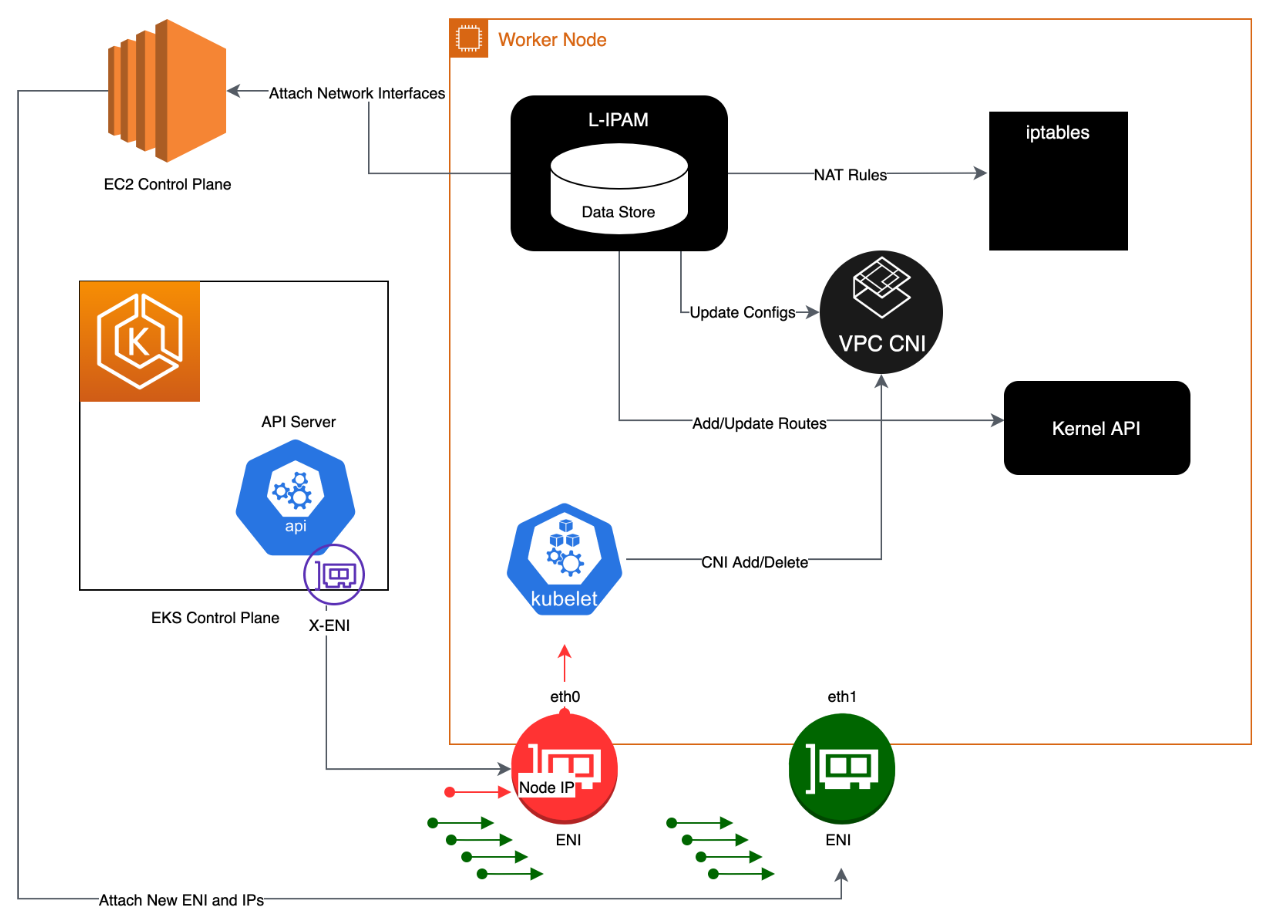 Worker Node
Attach Network Interfaces
L-IPAM
Data Store
iptables
NAT Rules
EC2 Control Plane
Update Configs
VPC CNI
K
API Server
api
Add/Update Routes
Kernel API
kubelet
CNI Add/Delete
EKS Control Plane
X-ENI
eth0
eth1
Node IP
ENI
ENI
Attach New ENI and IPs